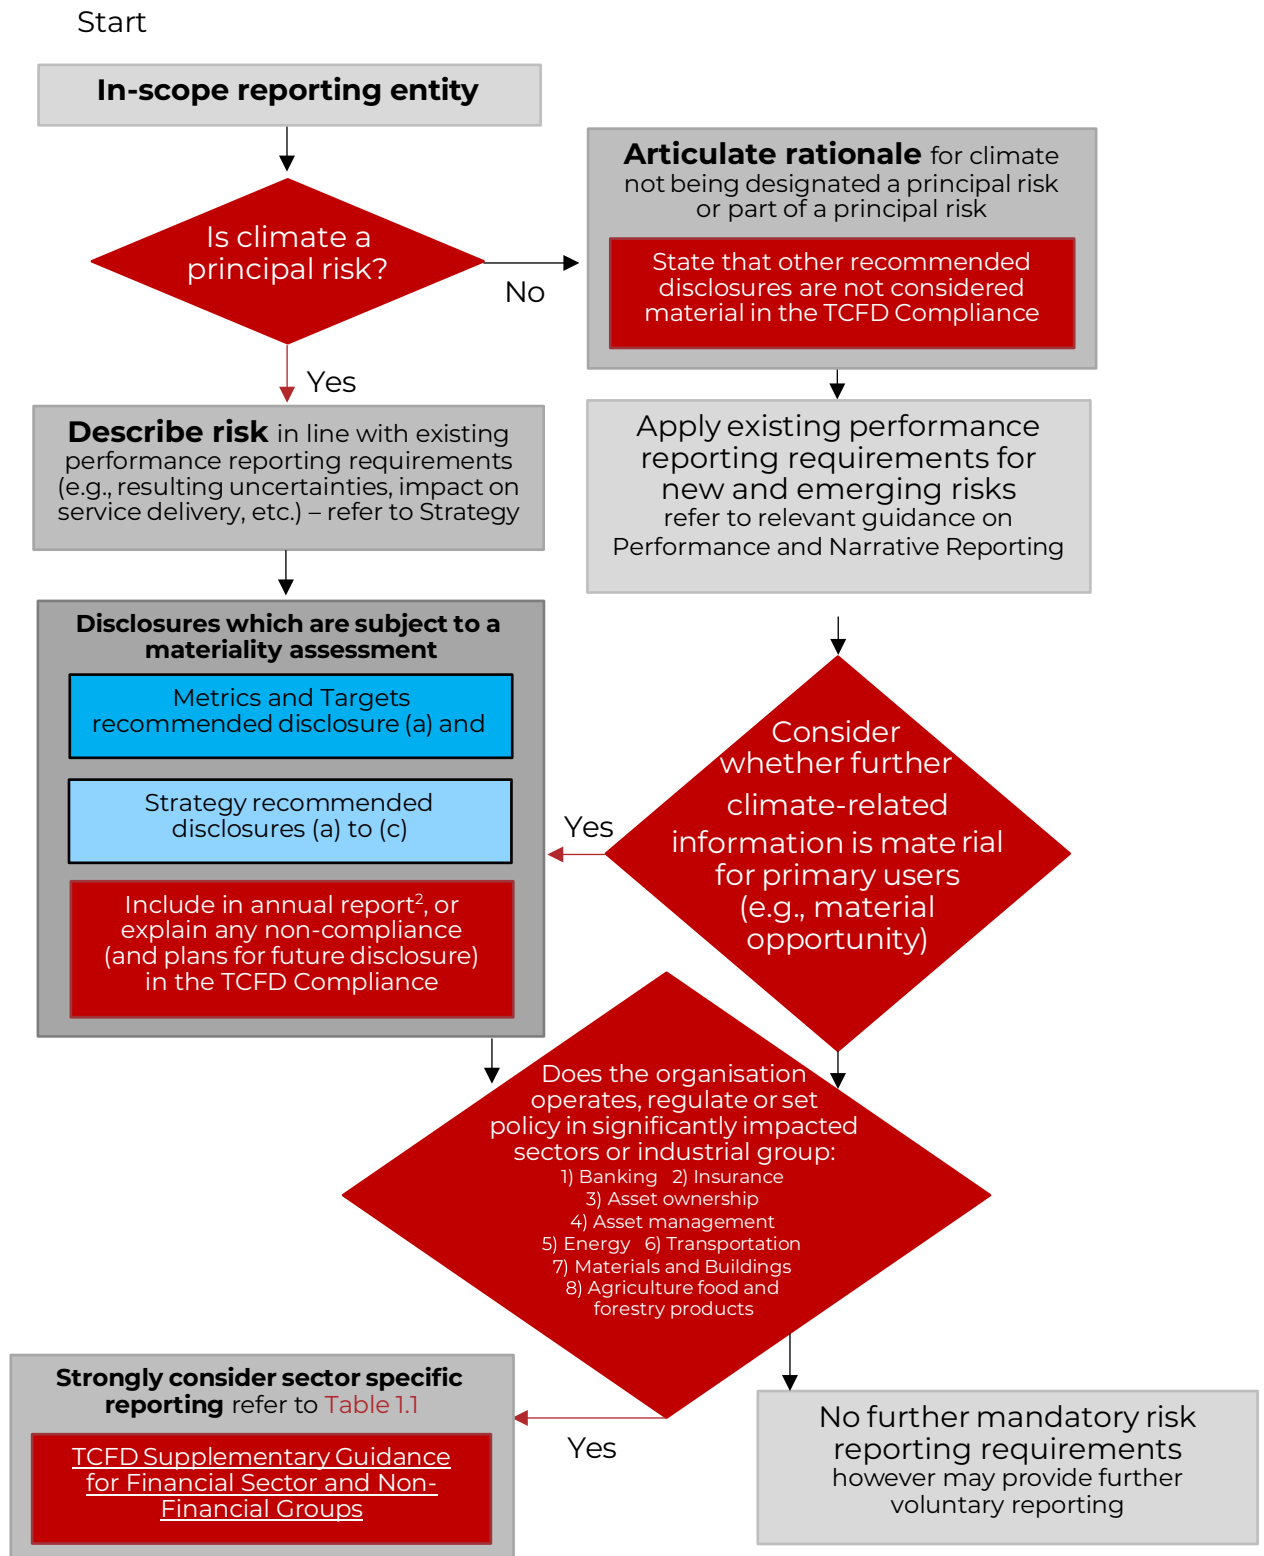 Start
In-scope reporting entity
Is climate a
principal risk?
No
Yes
Articulate rationale for climate
not being designated a principal risk
or part of a principal risk
State that other recommended
disclosures are not considered
material in the TCFD Compliance
Describe risk in line with existing
performance reporting requirements
(e.g., resulting uncertainties, impact on
service delivery, etc.) – refer to Strategy
Apply existing performance
reporting requirements for
new and emerging risks
refer to relevant guidance on
Performance and Narrative Reporting
Disclosures which are subject to a
materiality assessment
Metrics and Targets
recommended disclosure (a) and
Strategy recommended
disclosures (a) to (c)
Include in annual report², or
explain any non-compliance
(and plans for future disclosure)
in the TCFD Compliance
Yes
Consider
whether further
climate-related
information is mate rial
for primary users
(e.g., material
opportunity)
Does the organisation
operates, regulate or set
policy in significantly impacted
sectors or industrial group:
1) Banking 2) Insurance
3) Asset ownership
4) Asset management
5) Energy 6) Transportation
7) Materials and Buildings
8) Agriculture food and
forestry products
Yes
Strongly consider sector specific
reporting refer to Table 1.1
TCFD Supplementary Guidance
for Financial Sector and Non-
Financial Groups
No further mandatory risk
reporting requirements
however may provide further
voluntary reporting